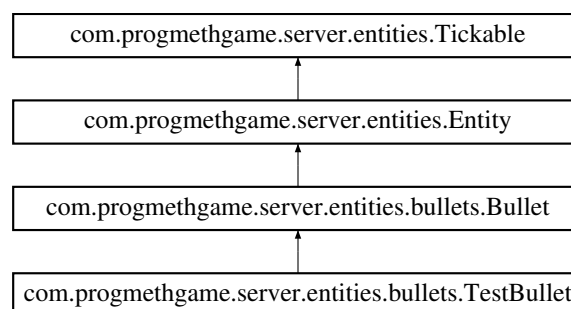 com.progmethgame.server.entities.Tickable
com.progmethgame.server.entities.Entity
com.progmethgame.server.entities.bullets.Bullet
com.progmethgame.server.entities.bullets.TestBullet